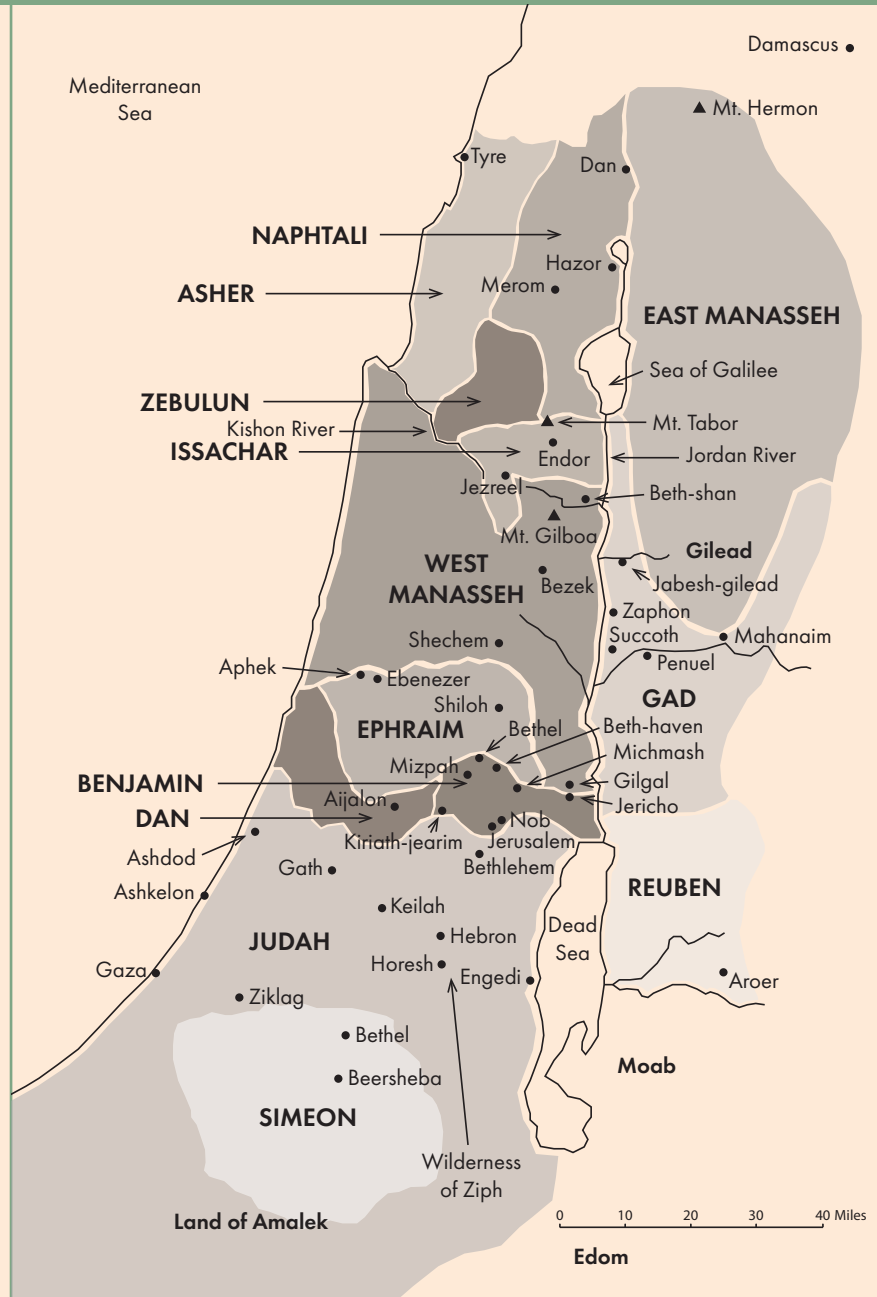 Damascus
Mediterranean
Sea
Mt. Hermon
Tyre
Dan
NAPHTALI
Hazor
Merom
ASHER
EAST MANASSEH
Sea of Galilee
ZEBULUN
Mt. Tabor
Kishon River
ISSACHAR
Endor
Jordan River
Jezreel
Beth-shan
Mt. Gilboa
Gilead
WEST
MANASSEH
Bezek
Jabesh-gilead
Zaphon
Succoth
Mahanaim
Shechem
Penuel
Aphek
Ebenezer
GAD
Shiloh
EPHRAIM
Bethel
Beth-haven
Michmash
Mizpah
BENJAMIN
Gilgal
Aijalon
Jericho
DAN
Nob
Kiriath-jearim
Jerusalem
Ashdod
Gath
Bethlehem
Ashkelon
REUBEN
Keilah
JUDAH
Hebron
Dead
Sea
Horesh
Gaza
Engedi
Aroer
Ziklag
Bethel
Moab
Beersheba
SIMEON
Wilderness
of Ziph
Land of Amalek
0 10 20 30 40 Miles
Edom